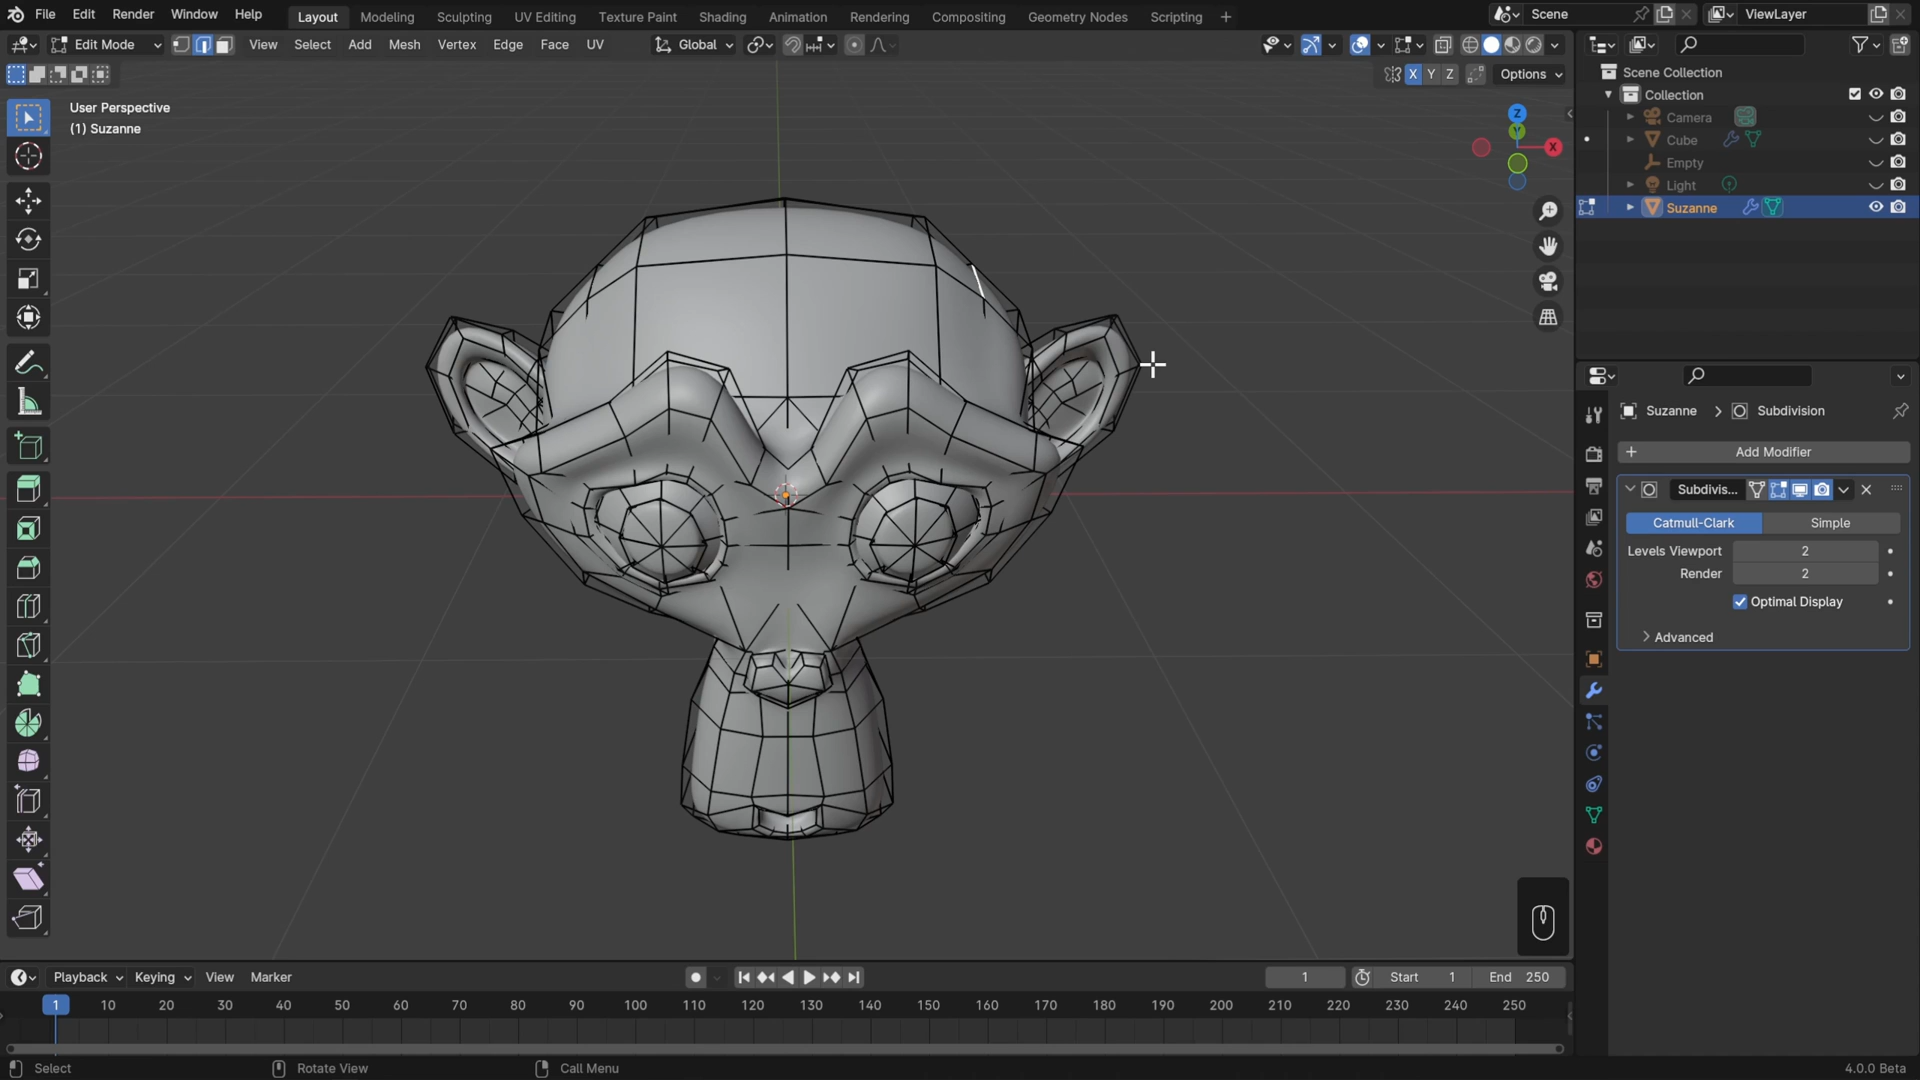 File Edit Render Window Help Layout Modeling Sculpting UV Editing Texture Paint Shading Animation Rendering Compositing Geometry Nodes Scripting + Scene ViewLayer
Edit Mode View Select Add Mesh Vertex Edge Face UV Global
X Y Z Options
User Perspective
(1) Suzanne
Z
Y
X
Scene Collection
Collection
Camera
Cube
Empty
Light
Suzanne
Suzanne > Subdivision
+ Add Modifier
Subdivis...
Catmull-Clark Simple
Levels Viewport 2
Render 2
Optimal Display
Advanced
Playback Keying View Marker 1 Start 1 End 250
1 10 20 30 40 50 60 70 80 90 100 110 120 130 140 150 160 170 180 190 200 210 220 230 240 250
Select Rotate View Call Menu 4.0.0 Beta